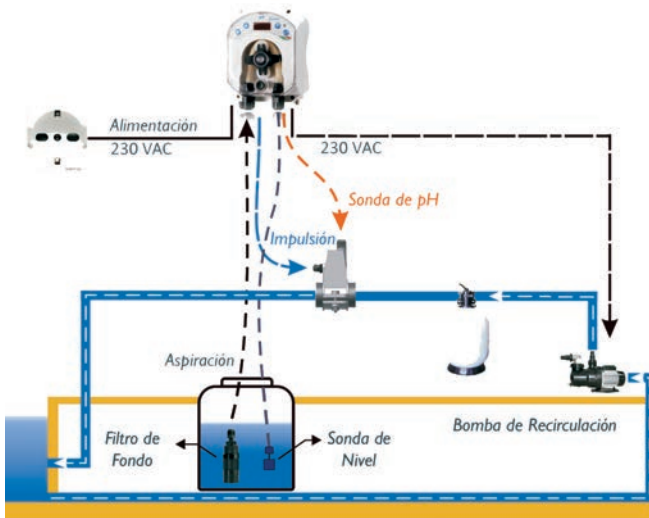 Alimentación
230 VAC
230 VAC
Sonda de pH
Impulsión
Aspiración
Filtro de
Fondo
Sonda de
Nivel
Bomba de Recirculación